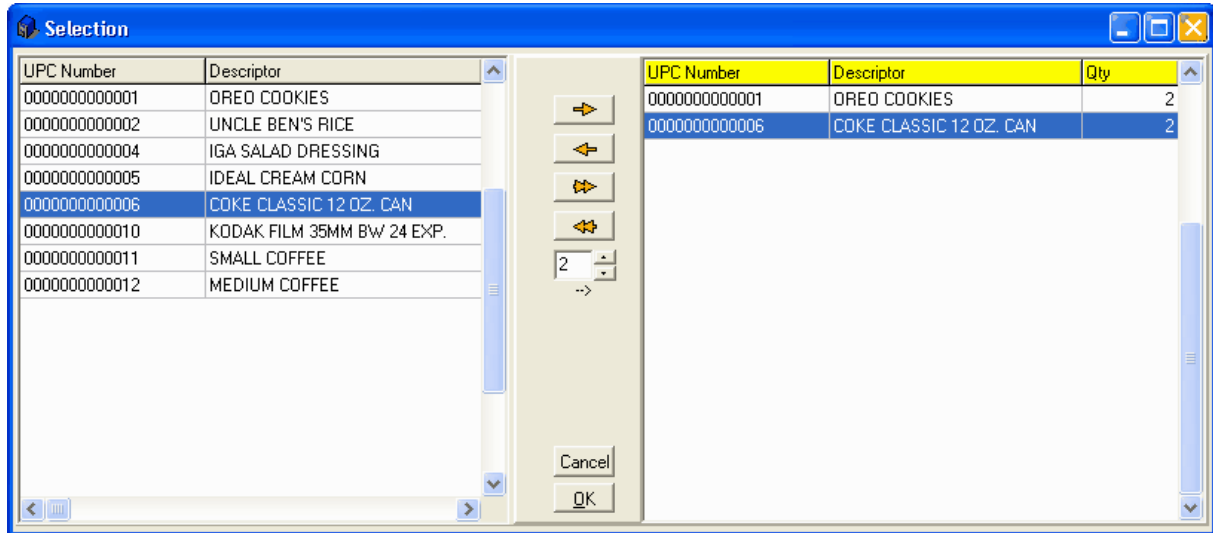 Selection
UPC Number Descriptor
0000000000001 OREO COOKIES
0000000000002 UNCLE BEN'S RICE
0000000000004 IGA SALAD DRESSING
0000000000005 IDEAL CREAM CORN
0000000000006 COKE CLASSIC 12 OZ. CAN
0000000000010 KODAK FILM 35MM BW 24 EXP.
0000000000011 SMALL COFFEE
0000000000012 MEDIUM COFFEE
2
-->
Cancel
OK
UPC Number Descriptor Qty
0000000000001 OREO COOKIES 2
0000000000006 COKE CLASSIC 12 OZ. CAN 2